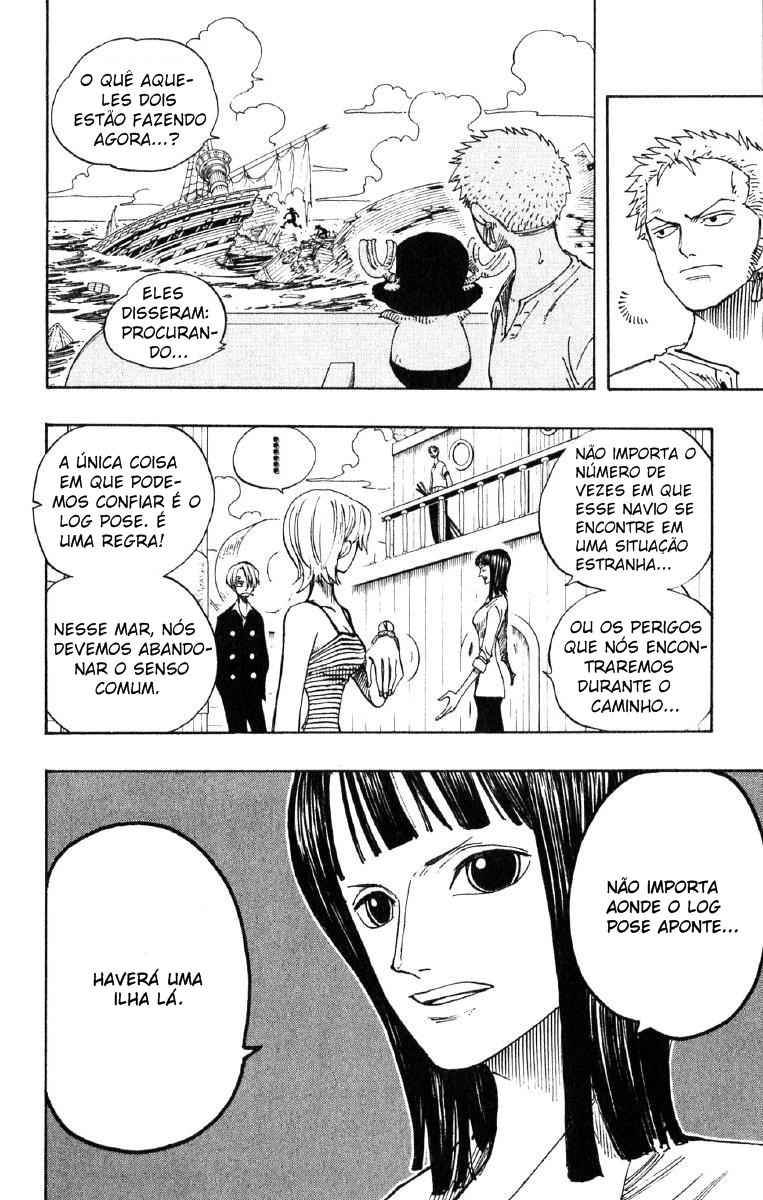 O QUÊ AQUE-
LES DOIS
ESTÃO FAZENDO
AGORA...?
ELES
DISSERAM:
PROCURAN-
DO...
NÃO IMPORTA O
NÚMERO DE
VEZES EM QUE
ESSE NAVIO SE
ENCONTRE EM
UMA SITUAÇÃO
ESTRANHA...
OU OS PERIGOS
QUE NÓS ENCON-
TRAREMOS
DURANTE O
CAMINHO...
A ÚNICA COISA
EM QUE PODE-
MOS CONFIAR É O
LOG POSE. É
UMA REGRA!
NESSE MAR, NÓS
DEVEMOS ABANDO-
NAR O SENSO
COMUM.
NÃO IMPORTA
AONDE O LOG
POSE APONTE...
HAVERÁ UMA
ILHA LÁ.